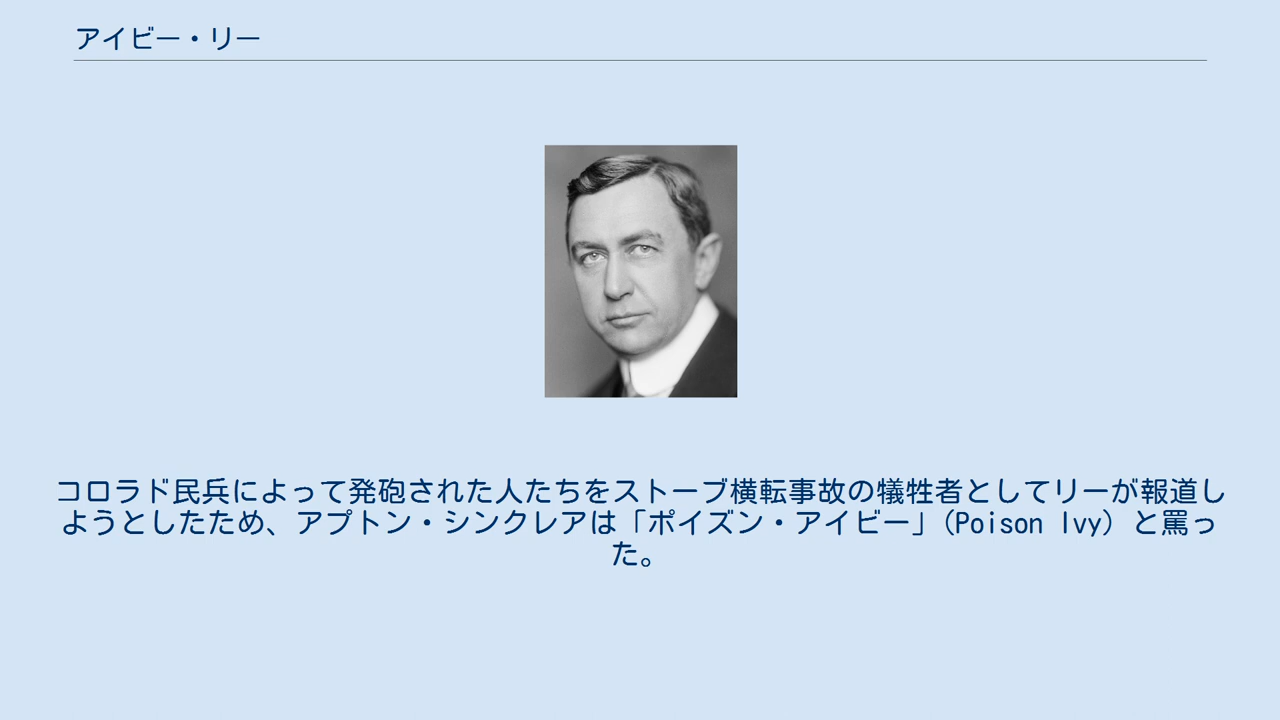 アイビー・リー
コロラド民兵によって発砲された人たちをストーブ横転事故の犠牲者としてリーが報道し
ようとしたため、アプトン・シンクレアは「ポイズン・アイビー」(Poison Ivy) と罵っ
た。